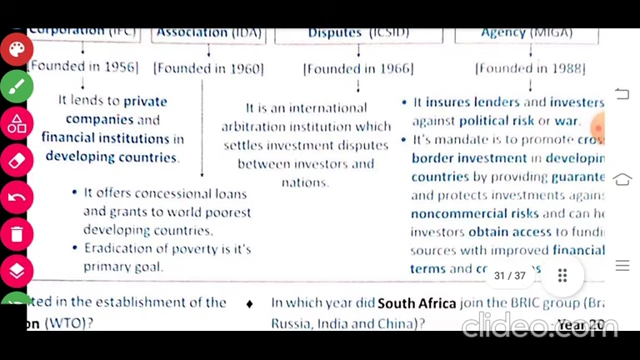 Corporation (IFC)
Association (IDA)
Disputes (ICSID)
Agency (MIGA)
[Founded in 1956]
[Founded in 1960]
[Founded in 1966]
[Founded in 1988]
It lends to private
companies and
financial institutions in
developing countries.
• It offers concessional loans
and grants to world poorest
developing countries.
• Eradication of poverty is it's
primary goal.
It is an international
arbitration institution which
settles investment disputes
between investors and
nations.
• It insures lenders and investors
against political risk or war.
• It's mandate is to promote
border investment in
countries by providing
and protects investments
noncommercial risks and can
investors obtain access to
sources with improved financial
terms and
31 / 37
in the establishment of the
(WTO)?
♦ In which year did South Africa join the BRIC group
Russia, India and China)? Year
clideo.com